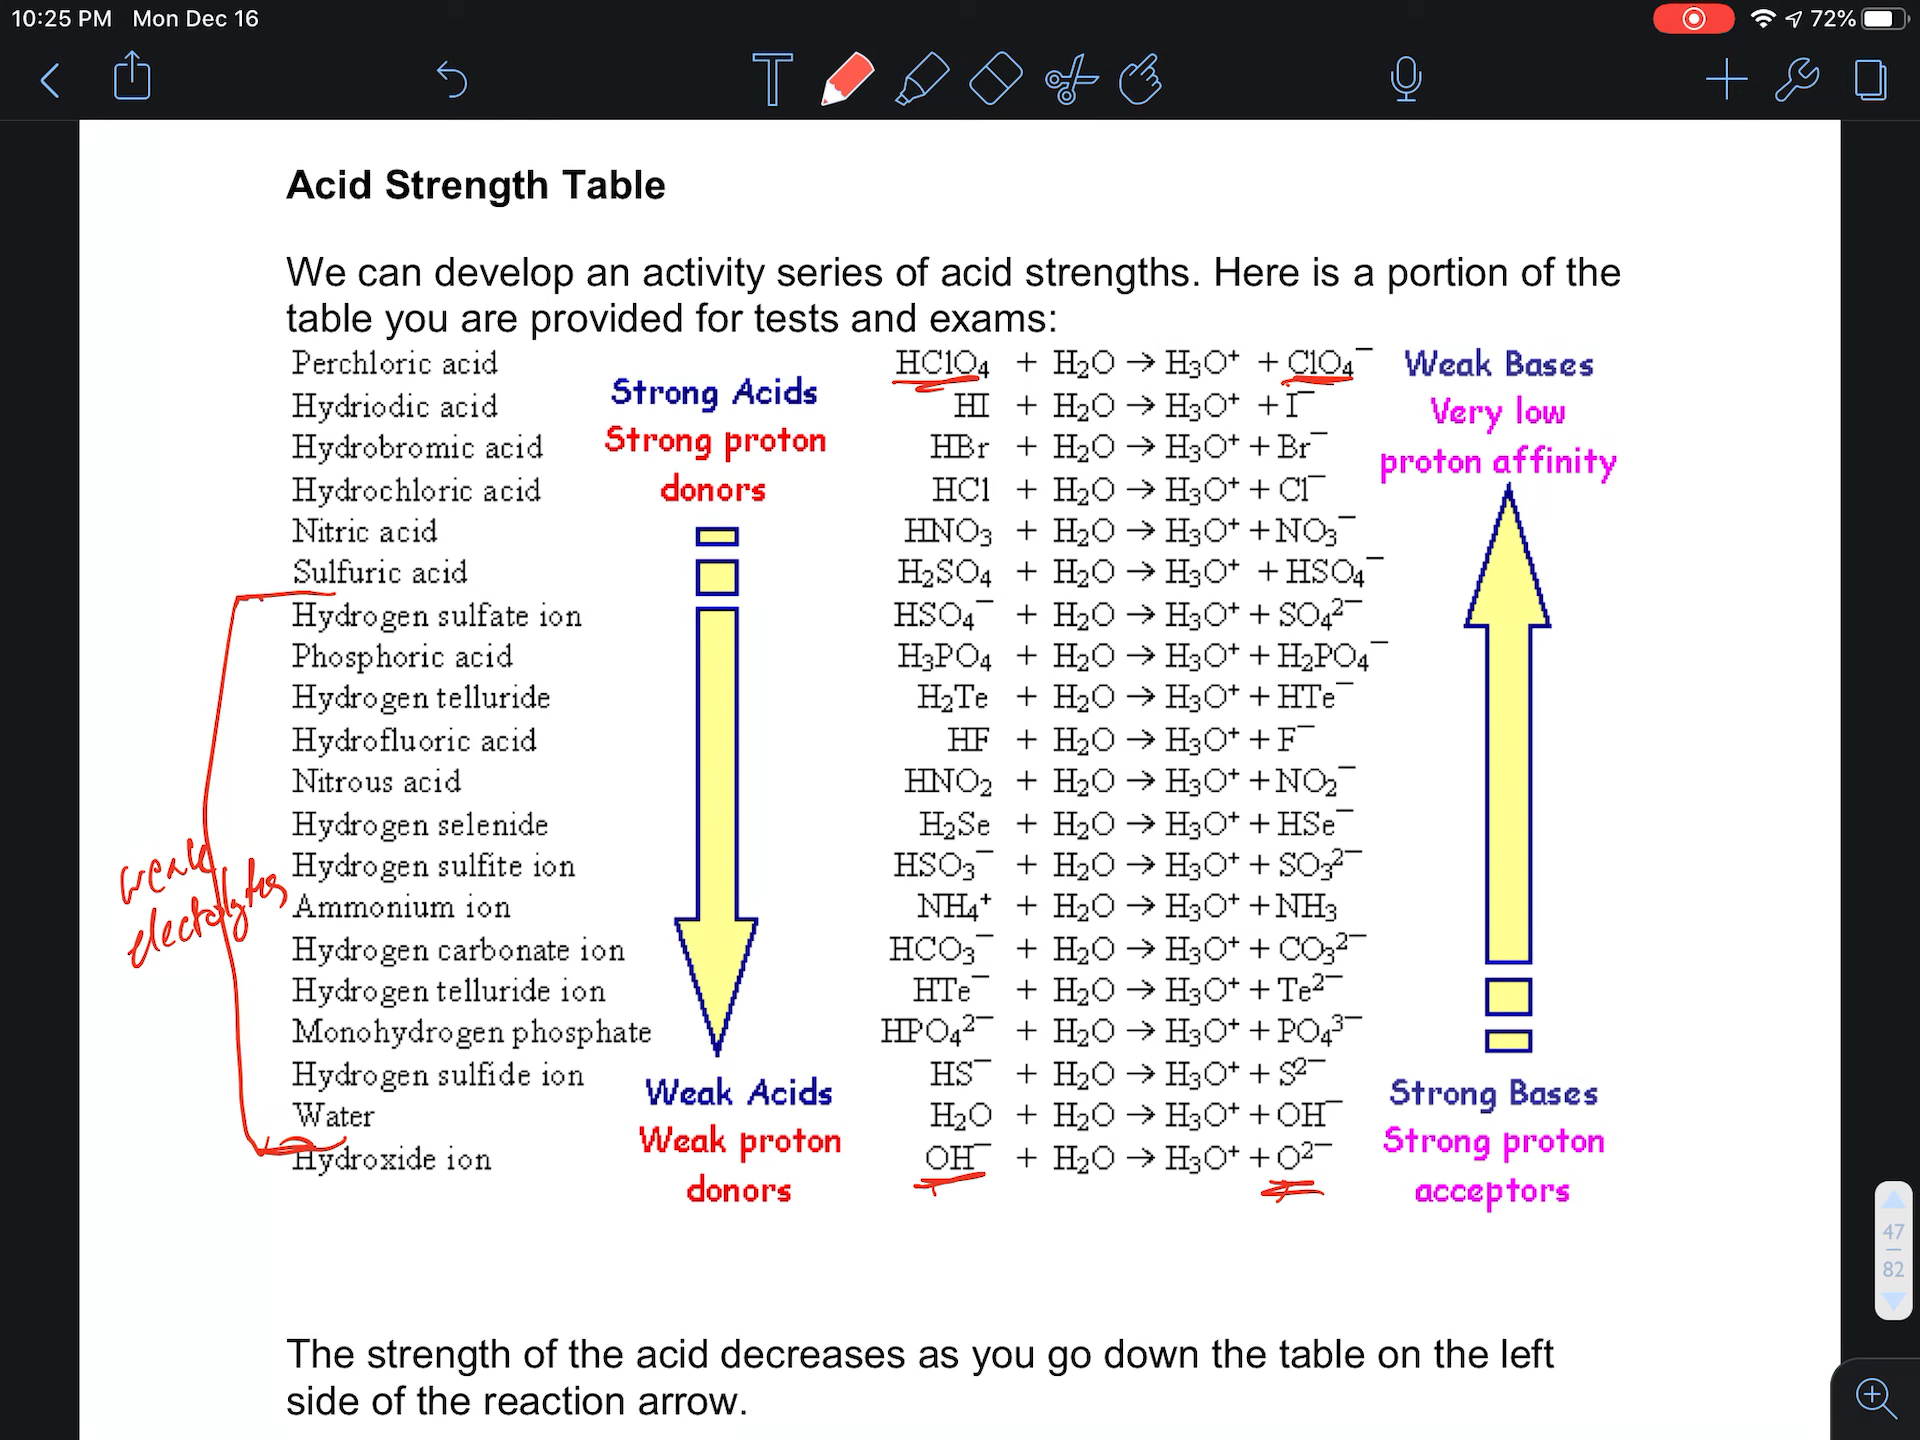 10:25 PM Mon Dec 16
72%
Acid Strength Table
We can develop an activity series of acid strengths. Here is a portion of the
table you are provided for tests and exams:
Perchloric acid HClO₄ + H₂O → H₃O⁺ + ClO₄⁻
Hydriodic acid HI + H₂O → H₃O⁺ + I⁻
Hydrobromic acid HBr + H₂O → H₃O⁺ + Br⁻
Hydrochloric acid HCl + H₂O → H₃O⁺ + Cl⁻
Nitric acid HNO₃ + H₂O → H₃O⁺ + NO₃⁻
Sulfuric acid H₂SO₄ + H₂O → H₃O⁺ + HSO₄⁻
Hydrogen sulfate ion HSO₄⁻ + H₂O → H₃O⁺ + SO₄²⁻
Phosphoric acid H₃PO₄ + H₂O → H₃O⁺ + H₂PO₄⁻
Hydrogen telluride H₂Te + H₂O → H₃O⁺ + HTe⁻
Hydrofluoric acid HF + H₂O → H₃O⁺ + F⁻
Nitrous acid HNO₂ + H₂O → H₃O⁺ + NO₂⁻
Hydrogen selenide H₂Se + H₂O → H₃O⁺ + HSe⁻
Hydrogen sulfite ion HSO₃⁻ + H₂O → H₃O⁺ + SO₃²⁻
Ammonium ion NH₄⁺ + H₂O → H₃O⁺ + NH₃
Hydrogen carbonate ion HCO₃⁻ + H₂O → H₃O⁺ + CO₃²⁻
Hydrogen telluride ion HTe⁻ + H₂O → H₃O⁺ + Te²⁻
Monohydrogen phosphate HPO₄²⁻ + H₂O → H₃O⁺ + PO₄³⁻
Hydrogen sulfide ion HS⁻ + H₂O → H₃O⁺ + S²⁻
Water H₂O + H₂O → H₃O⁺ + OH⁻
Hydroxide ion OH⁻ + H₂O → H₃O⁺ + O²⁻
Strong Acids
Strong proton
donors
Weak Acids
Weak proton
donors
Weak Bases
Very low
proton affinity
Strong Bases
Strong proton
acceptors
weak
electolytes
47
82
The strength of the acid decreases as you go down the table on the left
side of the reaction arrow.